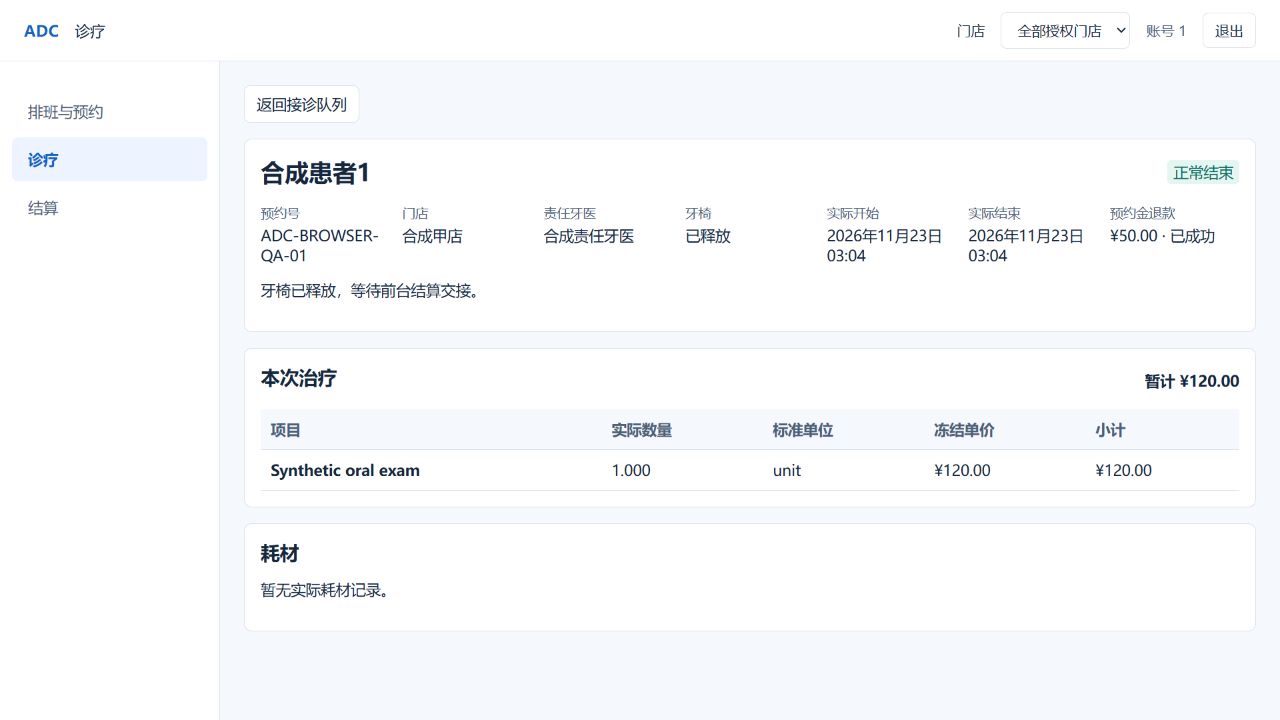 ADC 诊疗 门店 全部授权门店 账号 1 退出
排班与预约
诊疗
结算
返回接诊队列
合成患者1 正常结束
预约号 门店 责任牙医 牙椅 实际开始 实际结束 预约金退款
ADC-BROWSER- 合成甲店 合成责任牙医 已释放 2026年11月23日 2026年11月23日 ¥50.00 · 已成功
QA-01 03:04 03:04
牙椅已释放，等待前台结算交接。
本次治疗 暂计 ¥120.00
项目 实际数量 标准单位 冻结单价 小计
Synthetic oral exam 1.000 unit ¥120.00 ¥120.00
耗材
暂无实际耗材记录。